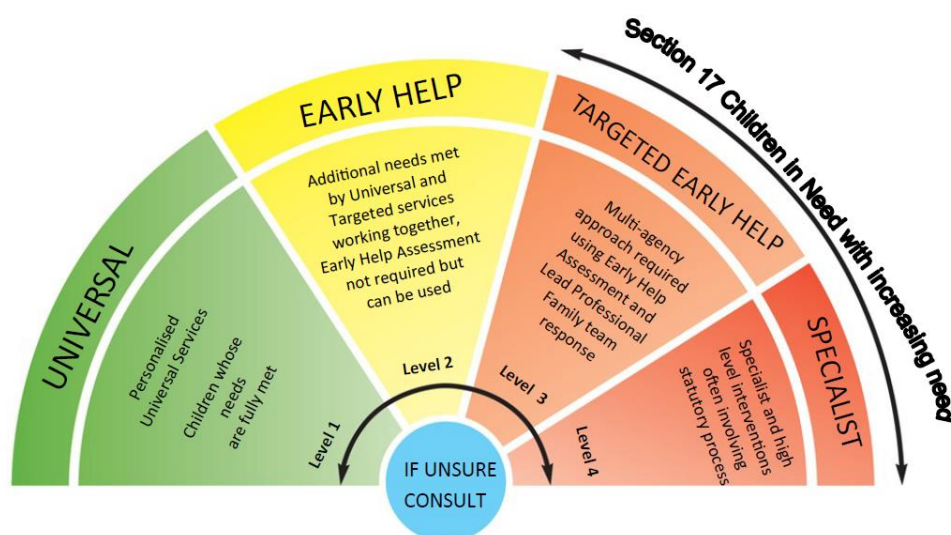 UNIVERSAL
Personalised
Universal Services
Children whose
needs
are fully met
Level 1
EARLY HELP
Additional needs met
by Universal and
Targeted services
working together,
Early Help Assessment
not required but
can be used
Level 2
TARGETED EARLY HELP
Multi-agency
approach required
using Early Help
Assessment and
Lead Professional
Family team
response
Level 3
SPECIALIST
Specialist and high
level interventions
often involving
statutory process
Level 4
Section 17 Children in Need with increasing need
IF UNSURE
CONSULT